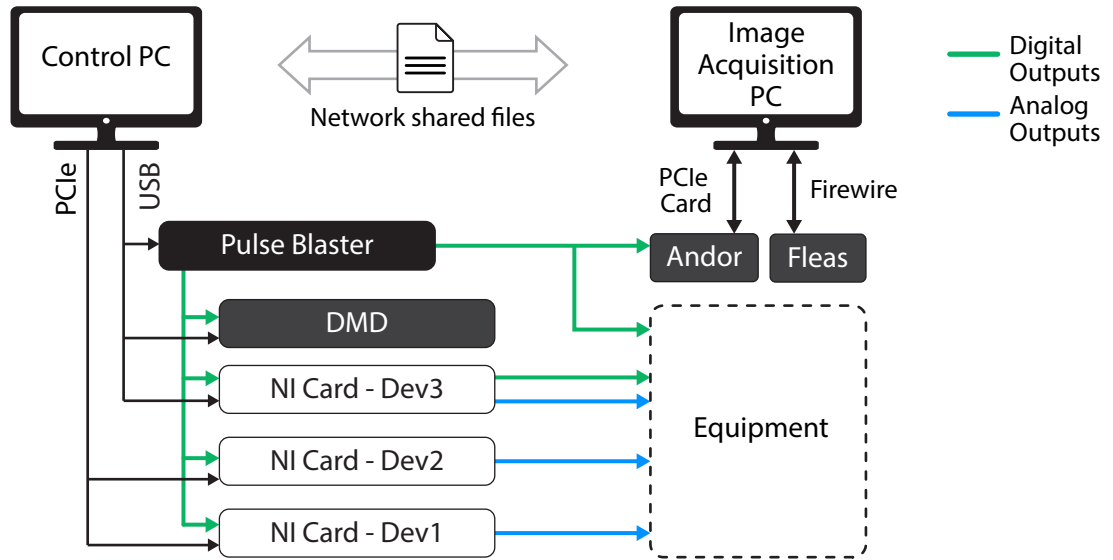 Control PC
Network shared files
Image
Acquisition
PC
Digital
Outputs
Analog
Outputs
PCIe
USB
PCIe
Card
Firewire
Pulse Blaster
Andor
Fleas
DMD
NI Card - Dev3
NI Card - Dev2
NI Card - Dev1
Equipment